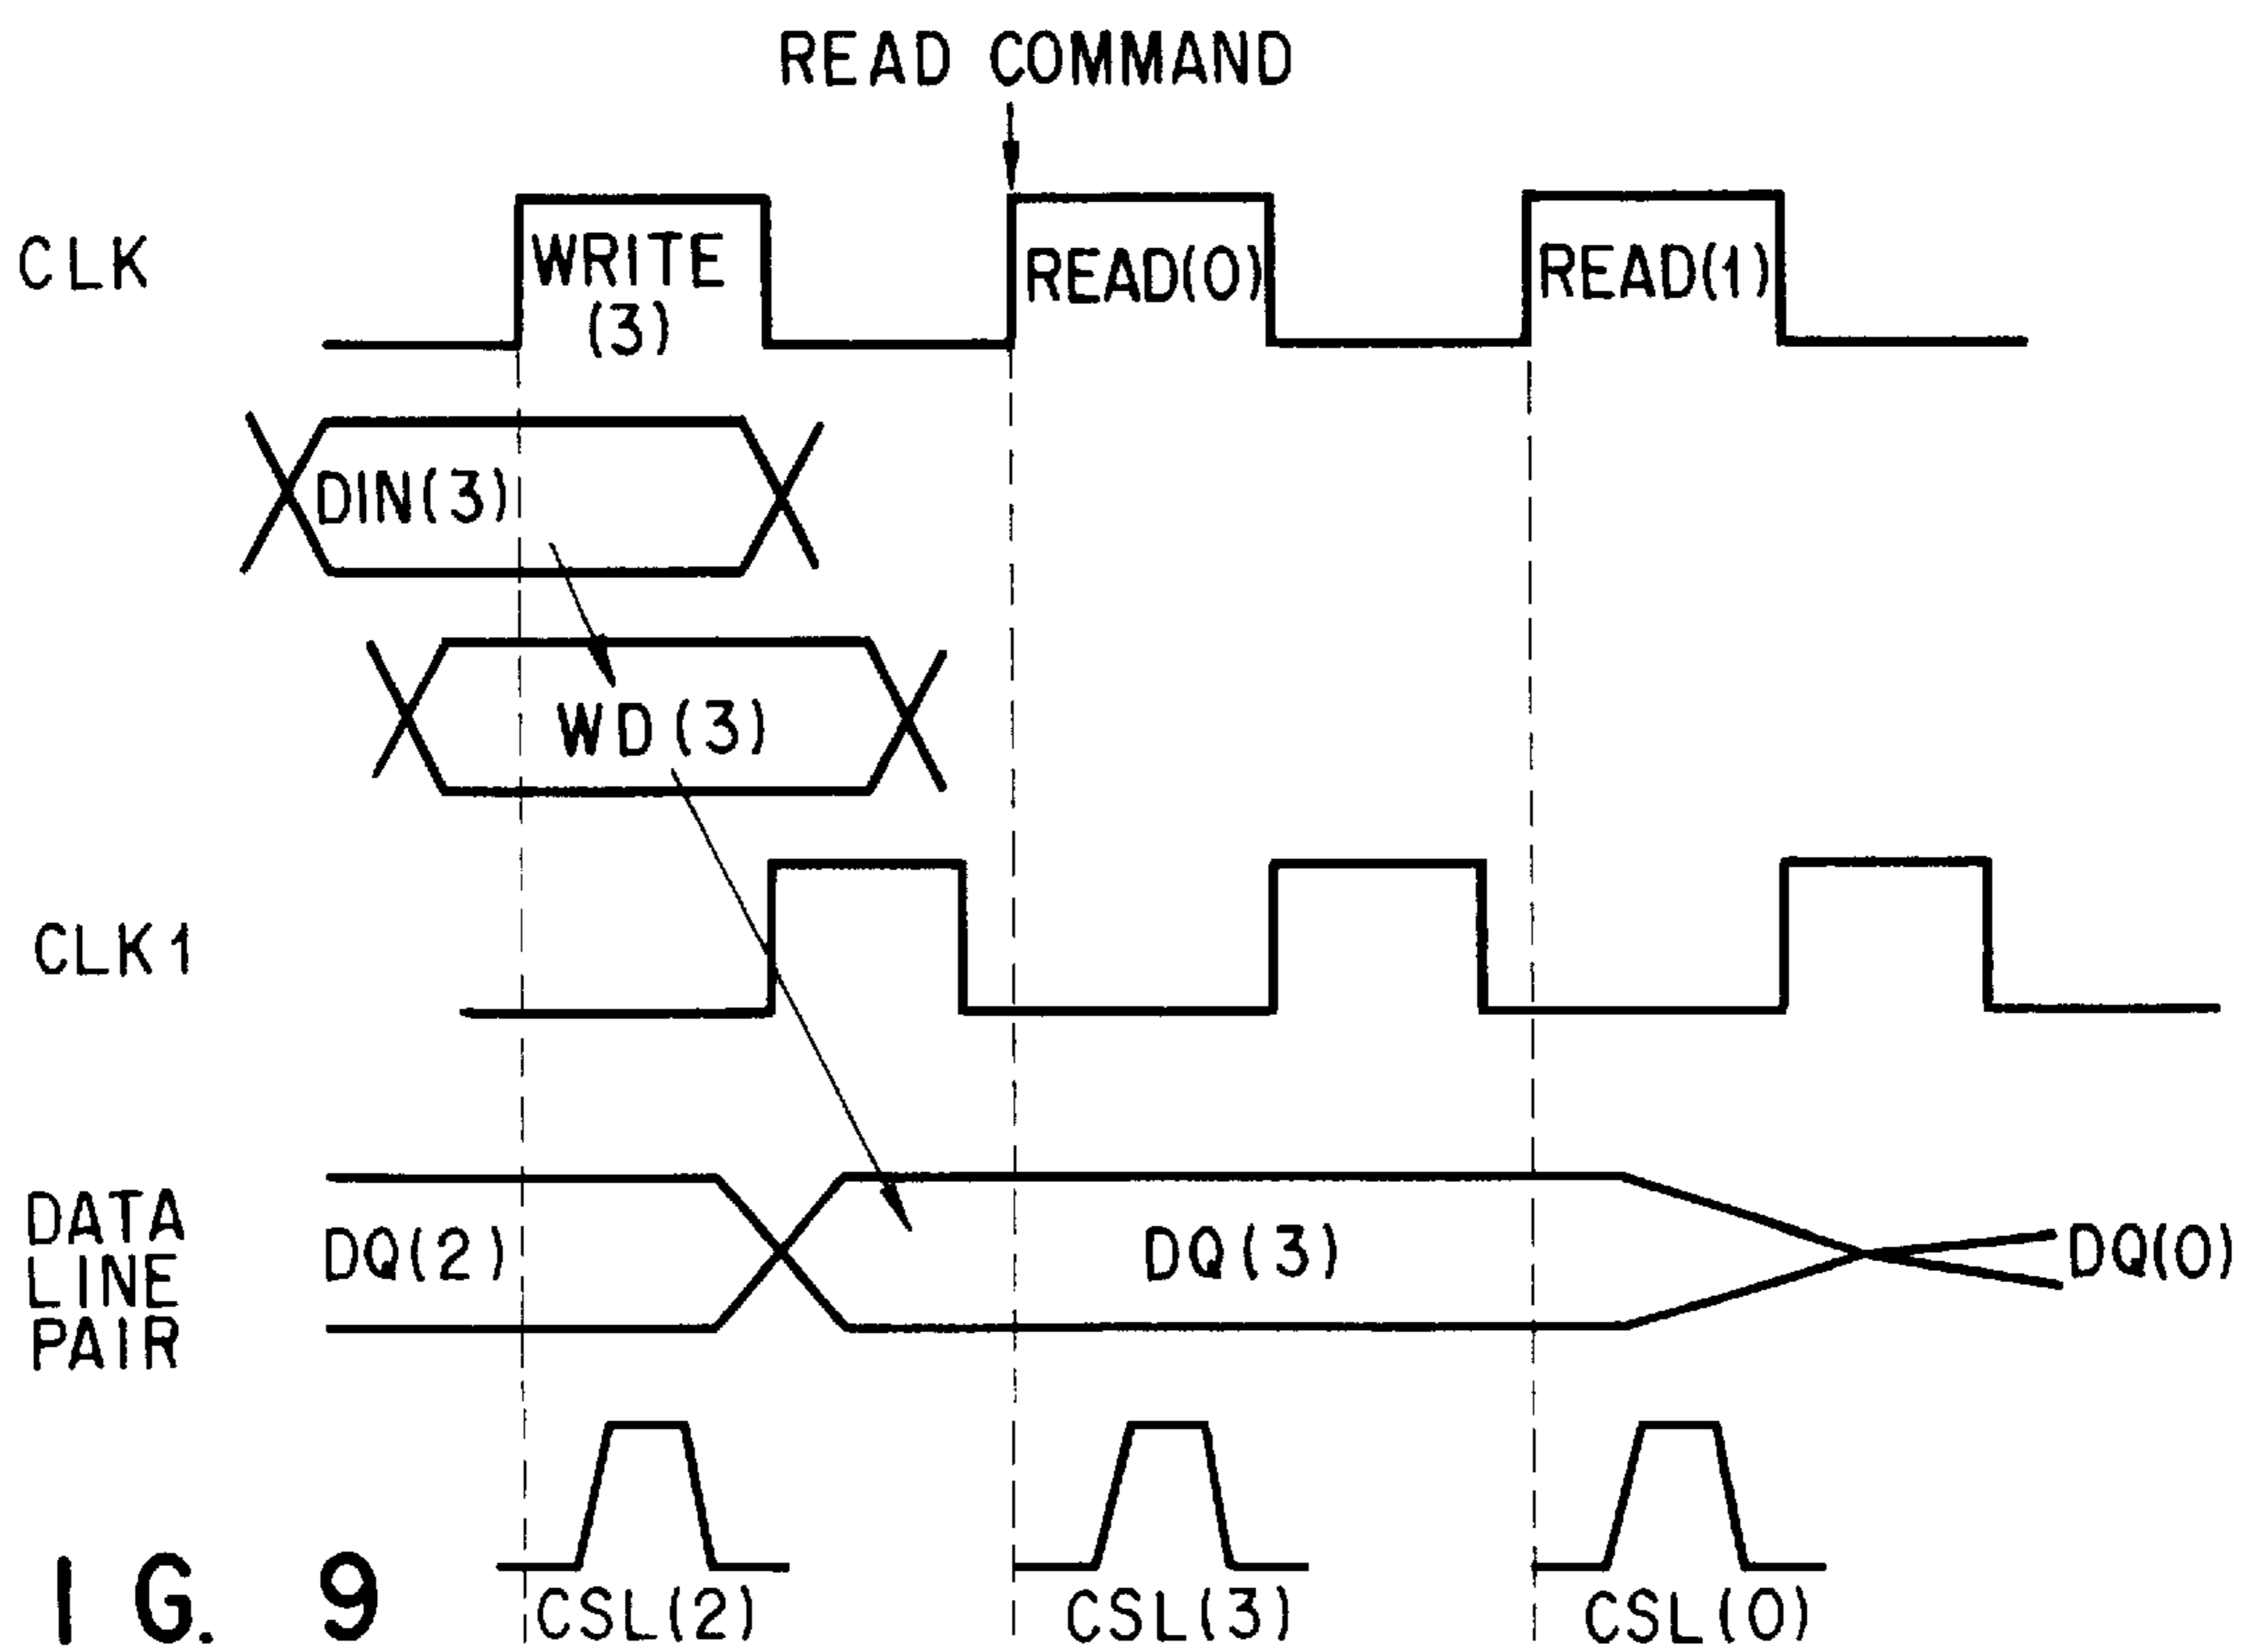 READ COMMAND
CLK
WRITE
(3)
READ(0)
READ(1)
DIN(3)
WD(3)
CLK1
DATA
LINE
PAIR
DQ(2)
DQ(3)
DQ(0)
CSL(2)
CSL(3)
CSL(0)
I G. 9